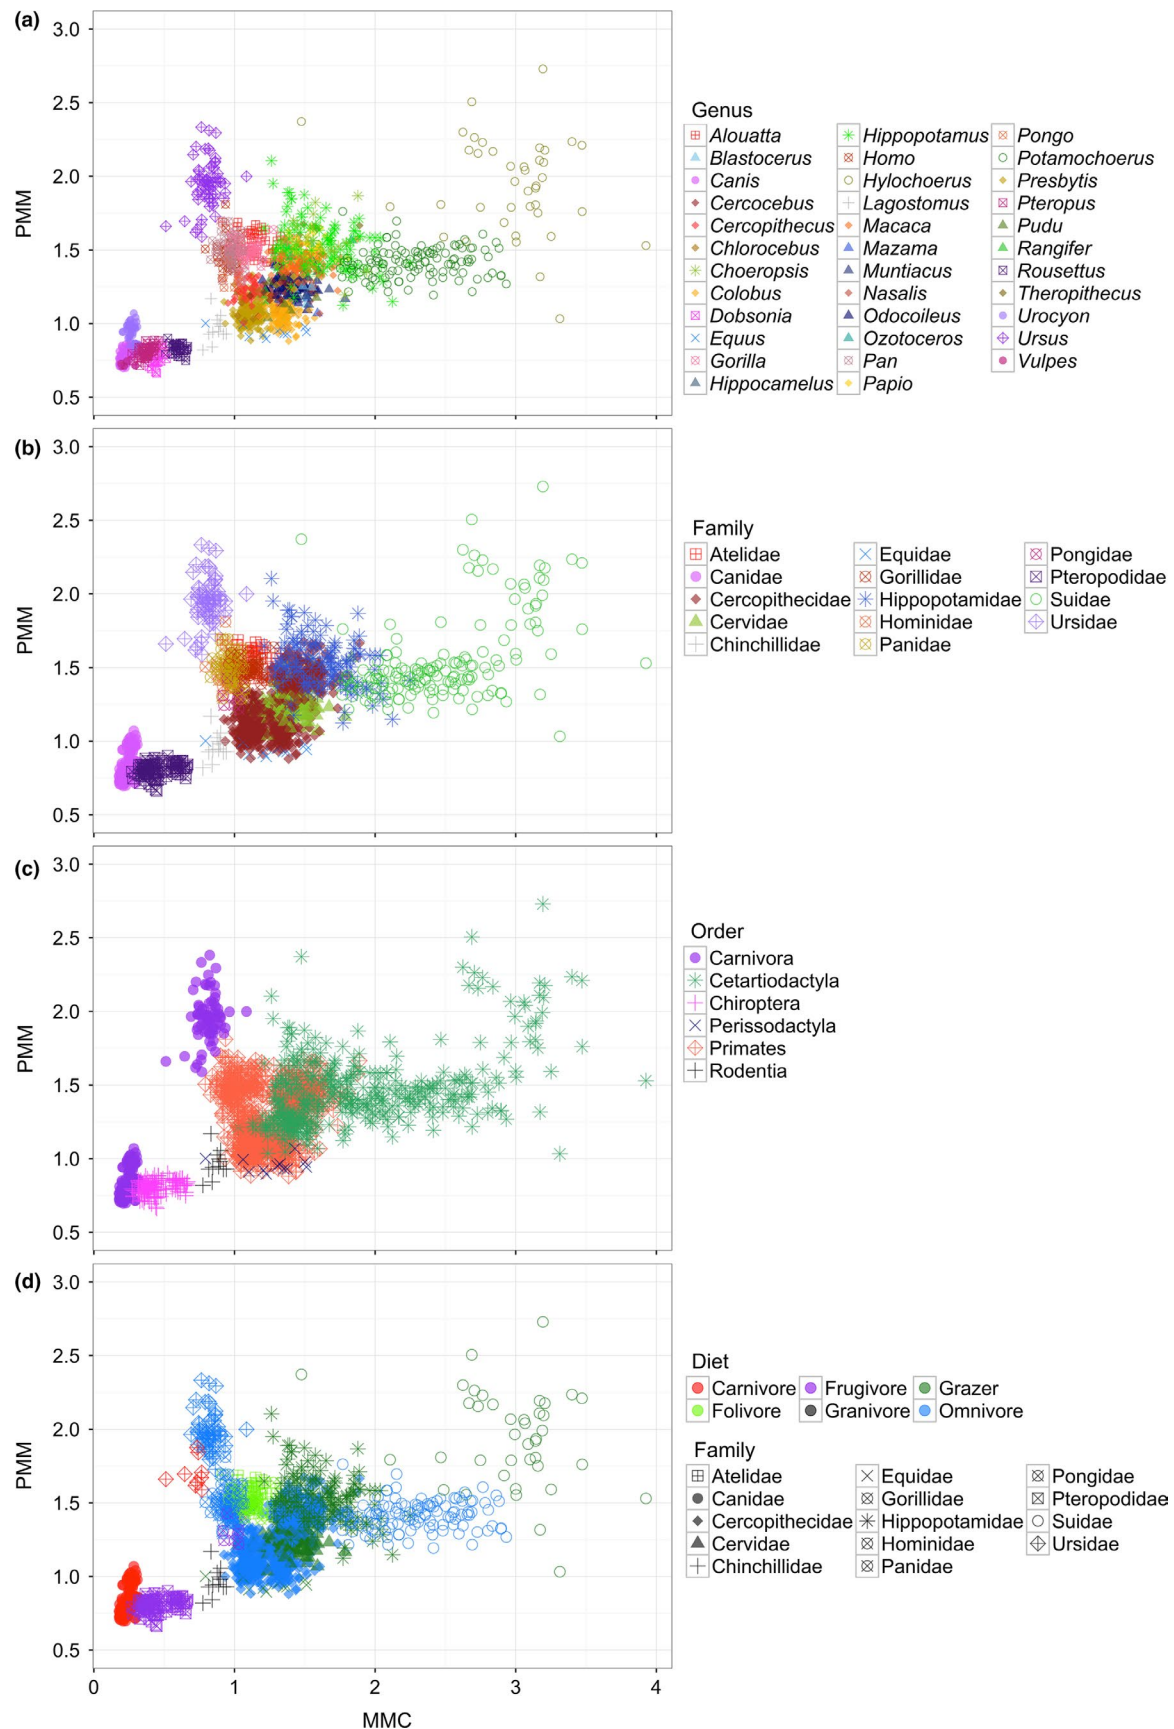 (a)
3.0
2.5
2.0
1.5
1.0
0.5
PMM
Genus
Alouatta Hippopotamus Pongo
Blastocerus Homo Potamochoerus
Canis Hylochoerus Presbytis
Cercocebus Lagostomus Pteropus
Cercopithecus Macaca Pudu
Chlorocebus Mazama Rangifer
Choeropsis Muntiacus Rousettus
Colobus Nasalis Theropithecus
Dobsonia Odocoileus Urocyon
Equus Ozotoceros Ursus
Gorilla Pan Vulpes
Hippocamelus Papio
(b)
3.0
2.5
2.0
1.5
1.0
0.5
PMM
Family
Atelidae Equidae Pongidae
Canidae Gorillidae Pteropodidae
Cercopithecidae Hippopotamidae Suidae
Cervidae Hominidae Ursidae
Chinchillidae Panidae
(c)
3.0
2.5
2.0
1.5
1.0
0.5
PMM
Order
Carnivora
Cetartiodactyla
Chiroptera
Perissodactyla
Primates
Rodentia
(d)
3.0
2.5
2.0
1.5
1.0
0.5
PMM
Diet
Carnivore Frugivore Grazer
Folivore Granivore Omnivore
Family
Atelidae Equidae Pongidae
Canidae Gorillidae Pteropodidae
Cercopithecidae Hippopotamidae Suidae
Cervidae Hominidae Ursidae
Chinchillidae Panidae
0 1 2 3 4
MMC